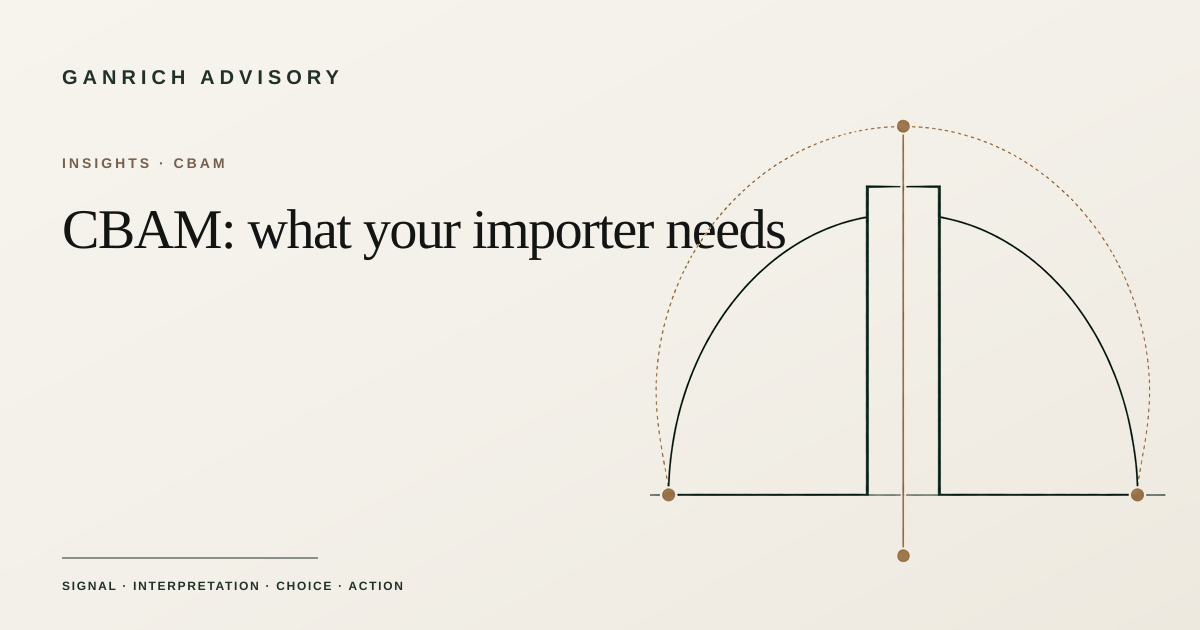 GANRICH ADVISORY
INSIGHTS · CBAM
CBAM: what your importer needs
SIGNAL · INTERPRETATION · CHOICE · ACTION